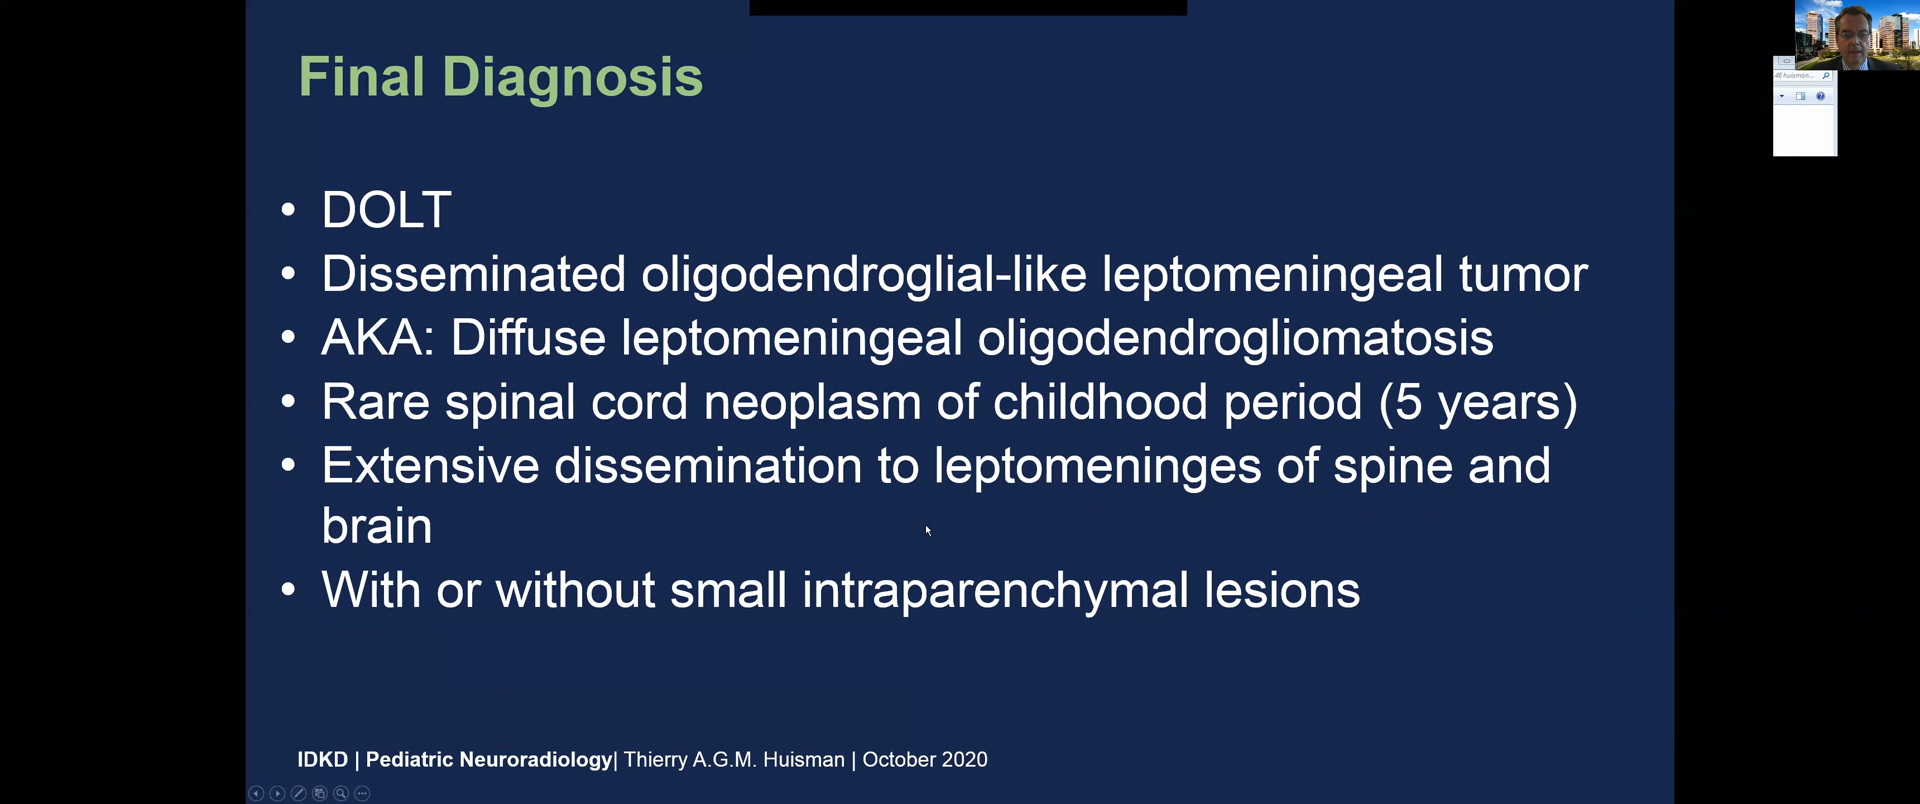 Final Diagnosis
• DOLT
• Disseminated oligodendroglial-like leptomeningeal tumor
• AKA: Diffuse leptomeningeal oligodendrogliomatosis
• Rare spinal cord neoplasm of childhood period (5 years)
• Extensive dissemination to leptomeninges of spine and
brain
• With or without small intraparenchymal lesions
IDKD | Pediatric Neuroradiology| Thierry A.G.M. Huisman | October 2020
46 huisman...